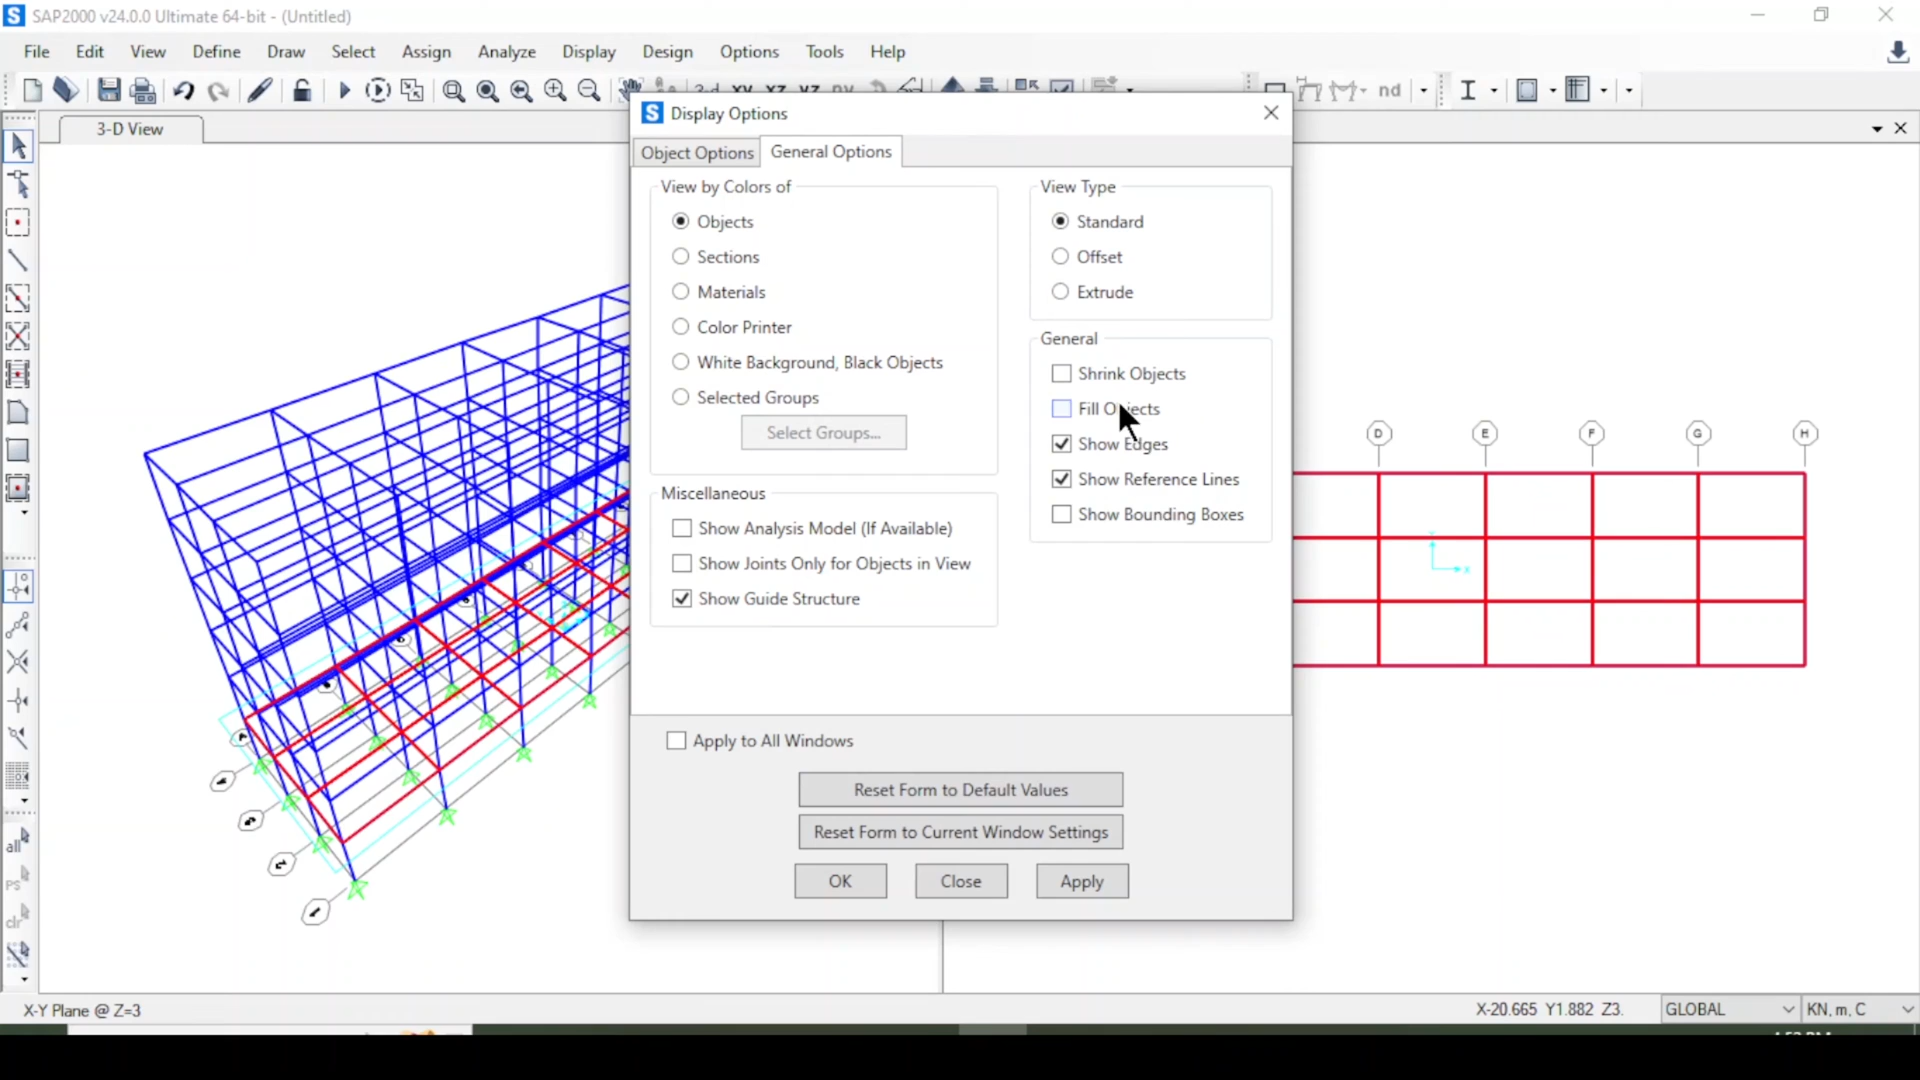 SAP2000 v24.0.0 Ultimate 64-bit - (Untitled)
File Edit View Define Draw Select Assign Analyze Display Design Options Tools Help
nd
3-D View
Display Options
Object Options General Options
View by Colors of
Objects
Sections
Materials
Color Printer
White Background, Black Objects
Selected Groups
Select Groups...
Miscellaneous
Show Analysis Model (If Available)
Show Joints Only for Objects in View
Show Guide Structure
View Type
Standard
Offset
Extrude
General
Shrink Objects
Fill Objects
Show Edges
Show Reference Lines
Show Bounding Boxes
Apply to All Windows
Reset Form to Default Values
Reset Form to Current Window Settings
OK Close Apply
D E F G H
X
all
ps
clr
X-Y Plane @ Z=3
X-20.665 Y1.882 Z3.
GLOBAL
KN, m, C